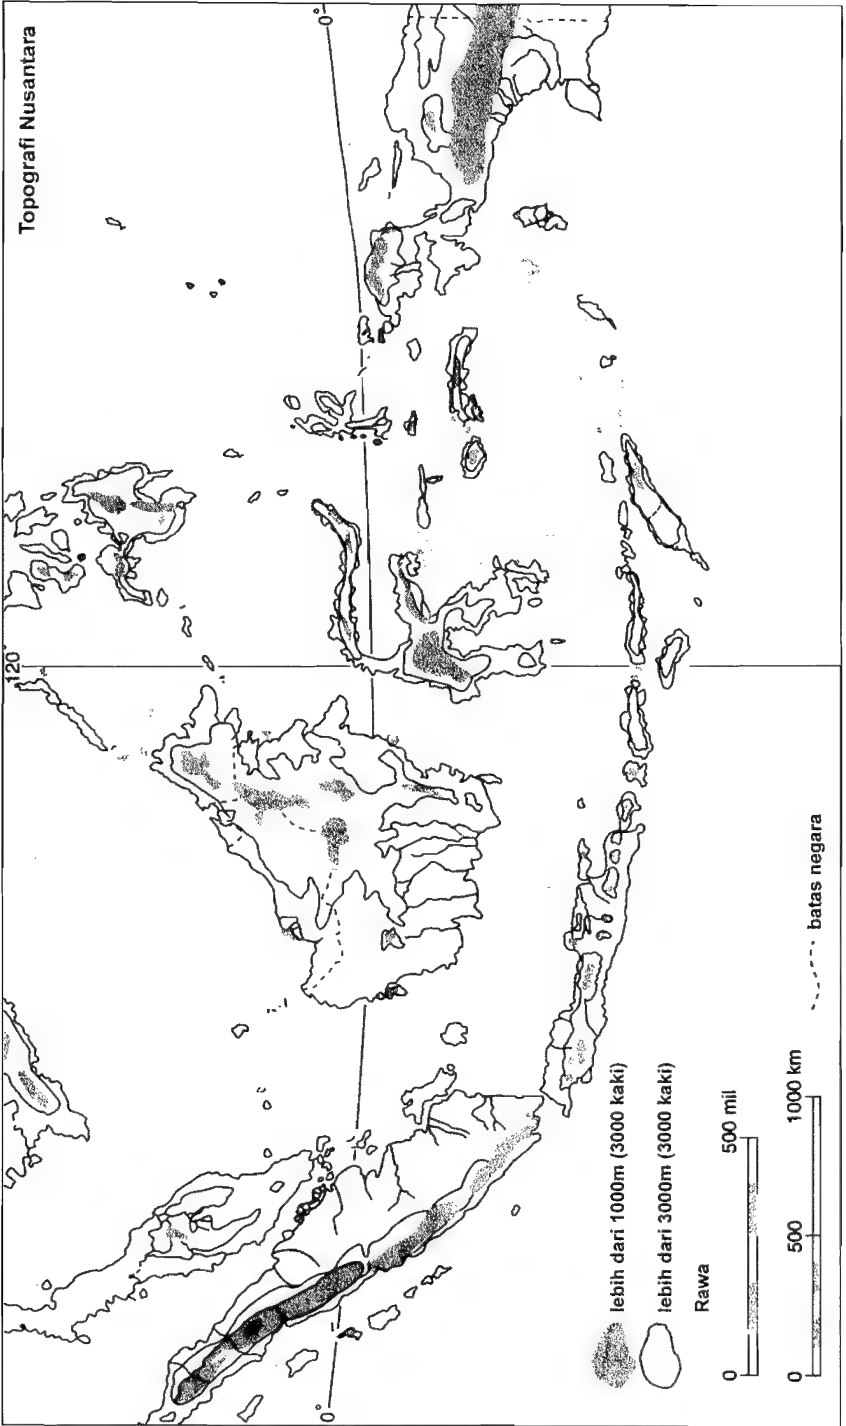 Topografi Nusantara
0°
120°
0°
lebih dari 1000m (3000 kaki)
lebih dari 3000m (3000 kaki)
Rawa
batas negara
0
500 mil
0
500
1000 km